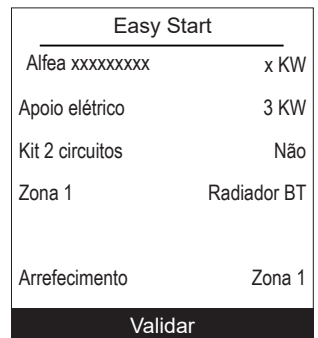 Easy Start
Alfea xxxxxxxxx x KW
Apoio elétrico 3 KW
Kit 2 circuitos Não
Zona 1 Radiador BT
Arrefecimento Zona 1
Validar